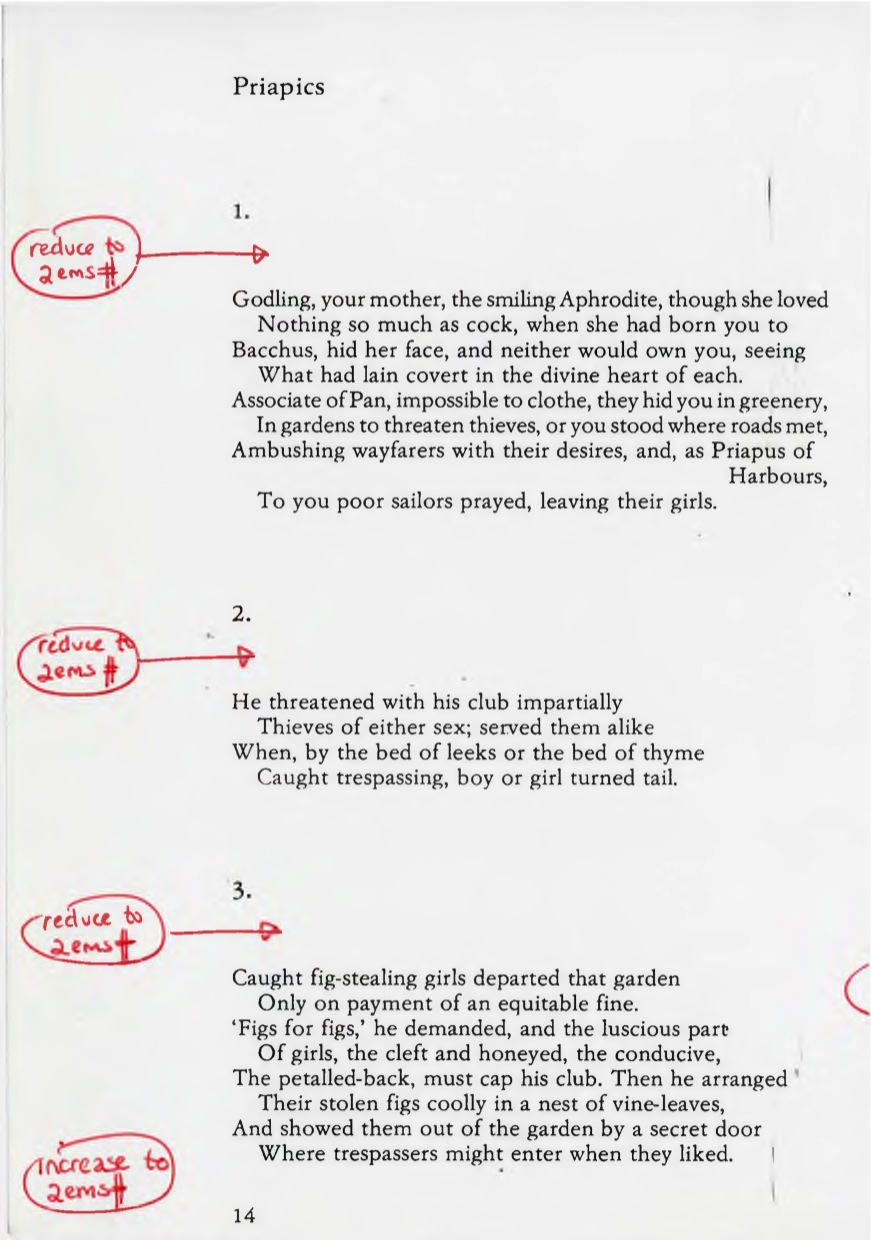 Priapics
1.
reduce to
2ems#
Godling, your mother, the smiling Aphrodite, though she loved
Nothing so much as cock, when she had born you to
Bacchus, hid her face, and neither would own you, seeing
What had lain covert in the divine heart of each.
Associate of Pan, impossible to clothe, they hid you in greenery,
In gardens to threaten thieves, or you stood where roads met,
Ambushing wayfarers with their desires, and, as Priapus of
Harbours,
To you poor sailors prayed, leaving their girls.
2.
reduce to
2ems #
He threatened with his club impartially
Thieves of either sex; served them alike
When, by the bed of leeks or the bed of thyme
Caught trespassing, boy or girl turned tail.
3.
reduce to
2ems#
Caught fig-stealing girls departed that garden
Only on payment of an equitable fine.
‘Figs for figs,’ he demanded, and the luscious part
Of girls, the cleft and honeyed, the conducive,
The petalled-back, must cap his club. Then he arranged
Their stolen figs coolly in a nest of vine-leaves,
And showed them out of the garden by a secret door
Where trespassers might enter when they liked.
increase to
2ems#
14